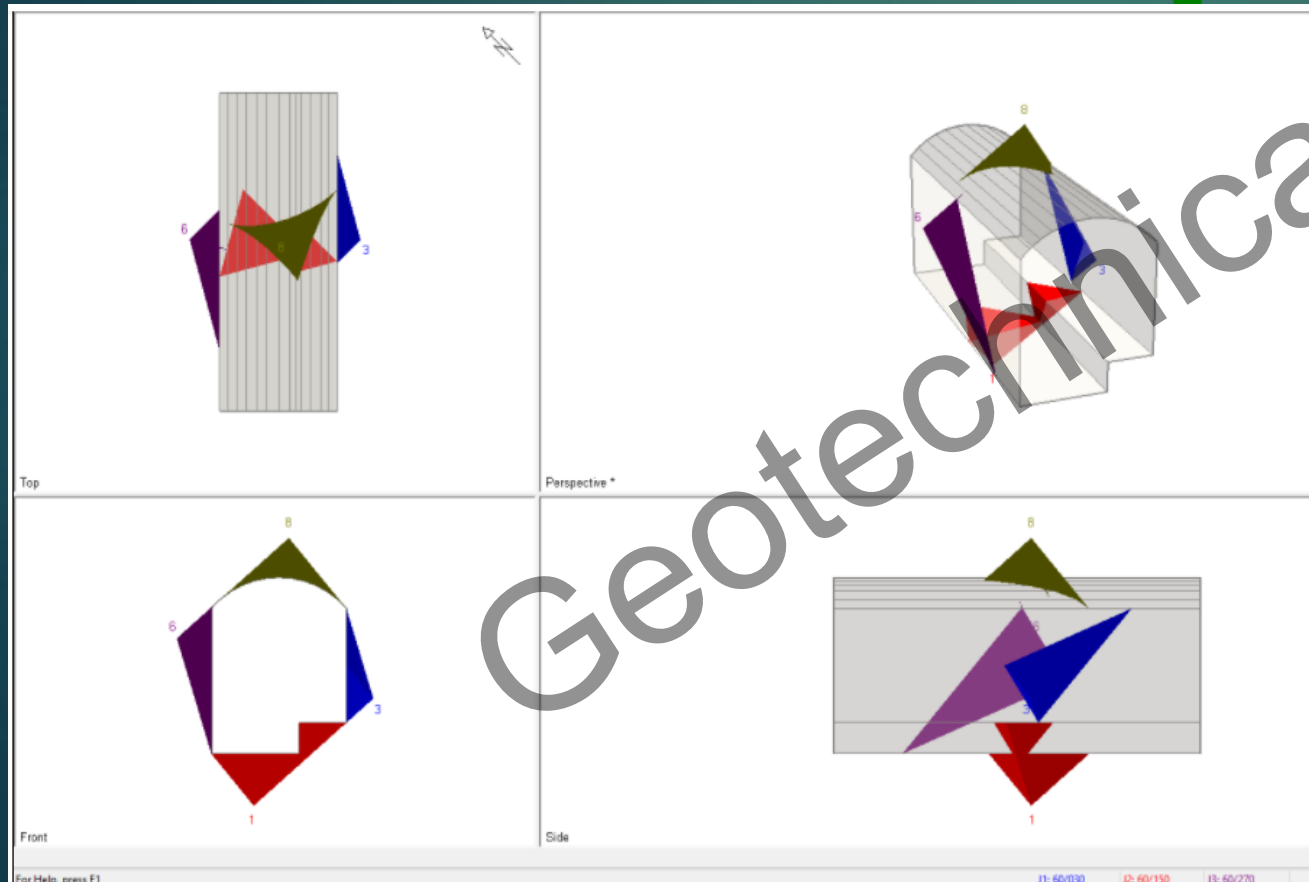 N
8
6
3
Top
8
6
3
1
Perspective *
8
6
3
1
Front
8
6
3
1
Side
Geotechnica
For Help, press F1
J1: 60/030 J2: 60/150 J3: 60/270